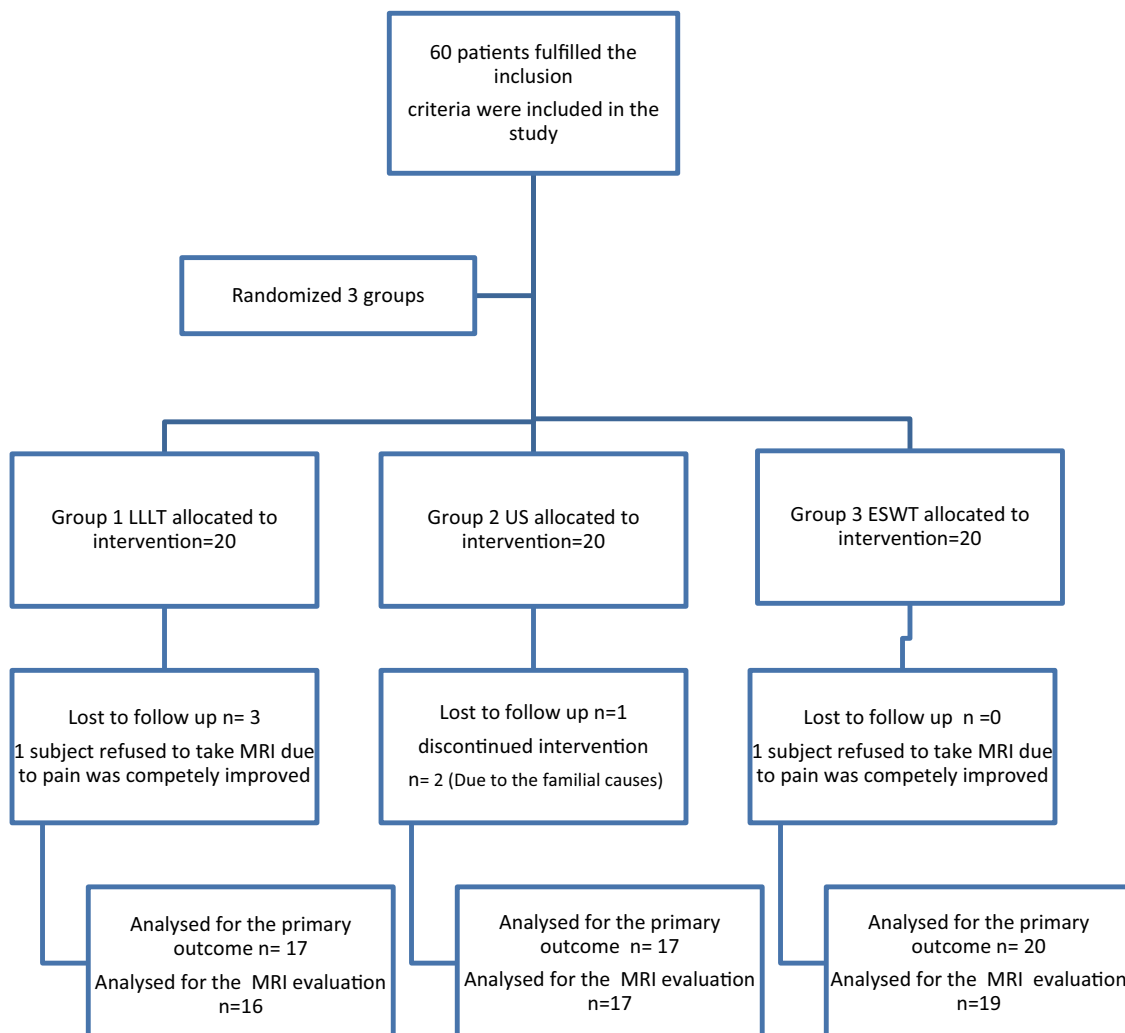 60 patients fulfilled the
inclusion
criteria were included in the
study
Randomized 3 groups
Group 1 LLLT allocated to
intervention=20
Group 2 US allocated to
intervention=20
Group 3 ESWT allocated to
intervention=20
Lost to follow up n= 3
1 subject refused to take MRI due
to pain was competely improved
Lost to follow up n=1
discontinued intervention
n= 2 (Due to the familial causes)
Lost to follow up n =0
1 subject refused to take MRI due
to pain was competely improved
Analysed for the primary
outcome n= 17
Analysed for the MRI evaluation
n=16
Analysed for the primary
outcome n= 17
Analysed for the MRI evaluation
n=17
Analysed for the primary
outcome n= 20
Analysed for the MRI evaluation
n=19